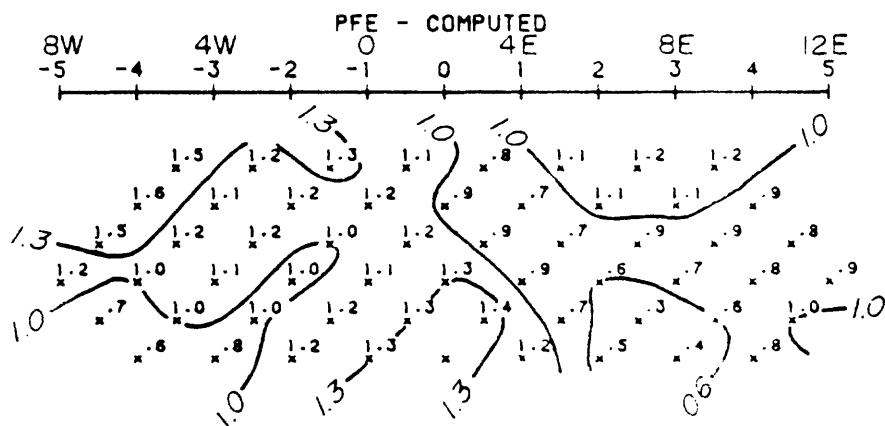 PFE - COMPUTED
8W 4W 0 4E 8E 12E
-5 -4 -3 -2 -1 0 1 2 3 4 5
1.3 1.0 1.0 1.0
1.5 1.2 1.3 1.1 .8 1.1 1.2 1.2
1.6 1.1 1.2 1.2 .9 .7 1.1 1.1 .9
1.3 1.5 1.2 1.2 1.0 1.2 .9 .7 .9 .9 .8
1.2 1.0 1.1 1.0 1.1 1.3 .9 .6 .7 .8 .9
1.0 .7 1.0 1.0 1.2 1.3 1.4 .7 .3 .6 1.0 1.0
.6 .8 1.2 1.3 1.2 .5 .4 .8
1.0 1.3 1.3 0.6